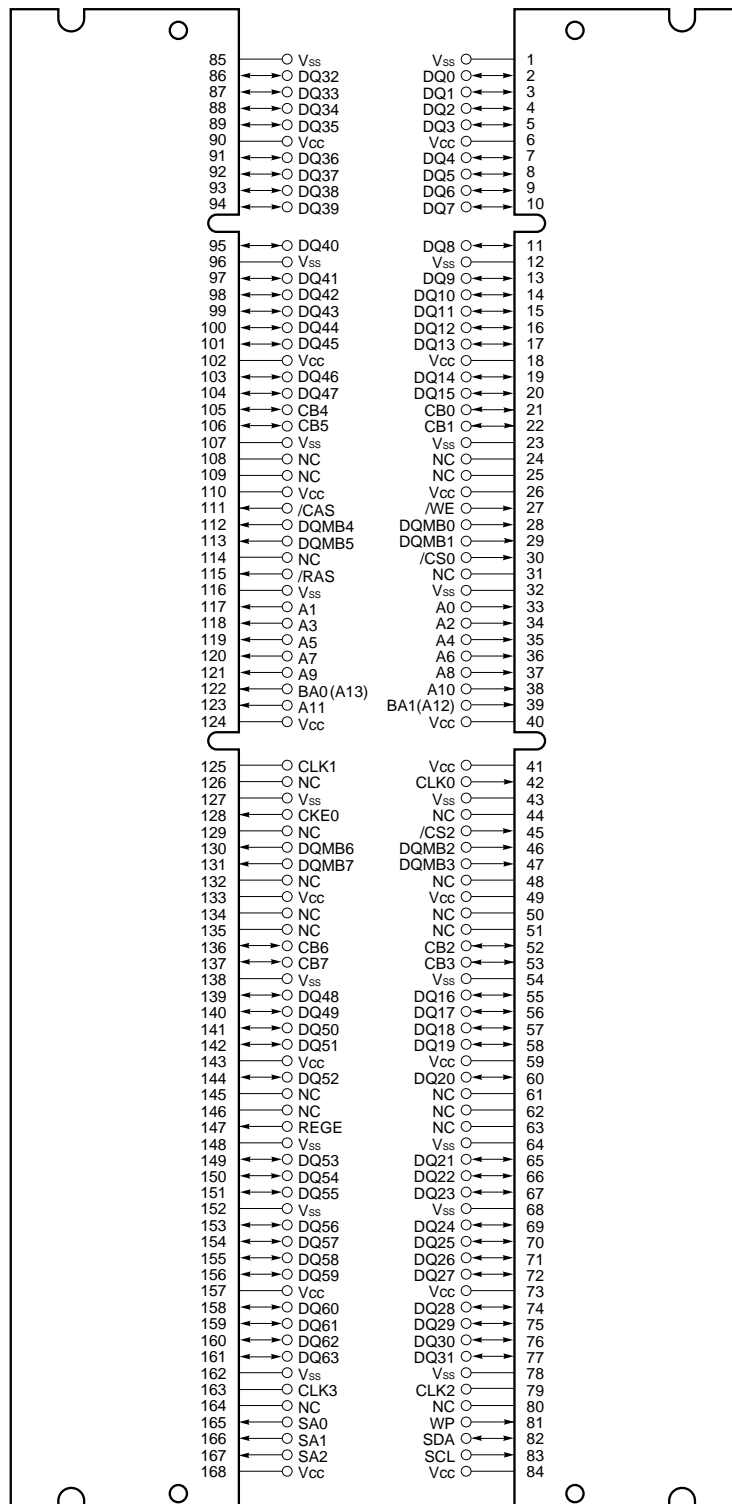 85 Vss Vss 1
86 DQ32 DQ0 2
87 DQ33 DQ1 3
88 DQ34 DQ2 4
89 DQ35 DQ3 5
90 Vcc Vcc 6
91 DQ36 DQ4 7
92 DQ37 DQ5 8
93 DQ38 DQ6 9
94 DQ39 DQ7 10
95 DQ40 DQ8 11
96 Vss Vss 12
97 DQ41 DQ9 13
98 DQ42 DQ10 14
99 DQ43 DQ11 15
100 DQ44 DQ12 16
101 DQ45 DQ13 17
102 Vcc Vcc 18
103 DQ46 DQ14 19
104 DQ47 DQ15 20
105 CB4 CB0 21
106 CB5 CB1 22
107 Vss Vss 23
108 NC NC 24
109 NC NC 25
110 Vcc Vcc 26
111 /CAS /WE 27
112 DQMB4 DQMB0 28
113 DQMB5 DQMB1 29
114 NC /CS0 30
115 /RAS NC 31
116 Vss Vss 32
117 A1 A0 33
118 A3 A2 34
119 A5 A4 35
120 A7 A6 36
121 A9 A8 37
122 BA0 (A13) A10 38
123 A11 BA1(A12) 39
124 Vcc Vcc 40
125 CLK1 Vcc 41
126 NC CLK0 42
127 Vss Vss 43
128 CKE0 NC 44
129 NC /CS2 45
130 DQMB6 DQMB2 46
131 DQMB7 DQMB3 47
132 NC NC 48
133 Vcc Vcc 49
134 NC NC 50
135 NC NC 51
136 CB6 CB2 52
137 CB7 CB3 53
138 Vss Vss 54
139 DQ48 DQ16 55
140 DQ49 DQ17 56
141 DQ50 DQ18 57
142 DQ51 DQ19 58
143 Vcc Vcc 59
144 DQ52 DQ20 60
145 NC NC 61
146 NC NC 62
147 REGE NC 63
148 Vss Vss 64
149 DQ53 DQ21 65
150 DQ54 DQ22 66
151 DQ55 DQ23 67
152 Vss Vss 68
153 DQ56 DQ24 69
154 DQ57 DQ25 70
155 DQ58 DQ26 71
156 DQ59 DQ27 72
157 Vcc Vcc 73
158 DQ60 DQ28 74
159 DQ61 DQ29 75
160 DQ62 DQ30 76
161 DQ63 DQ31 77
162 Vss Vss 78
163 CLK3 CLK2 79
164 NC NC 80
165 SA0 WP 81
166 SA1 SDA 82
167 SA2 SCL 83
168 Vcc Vcc 84